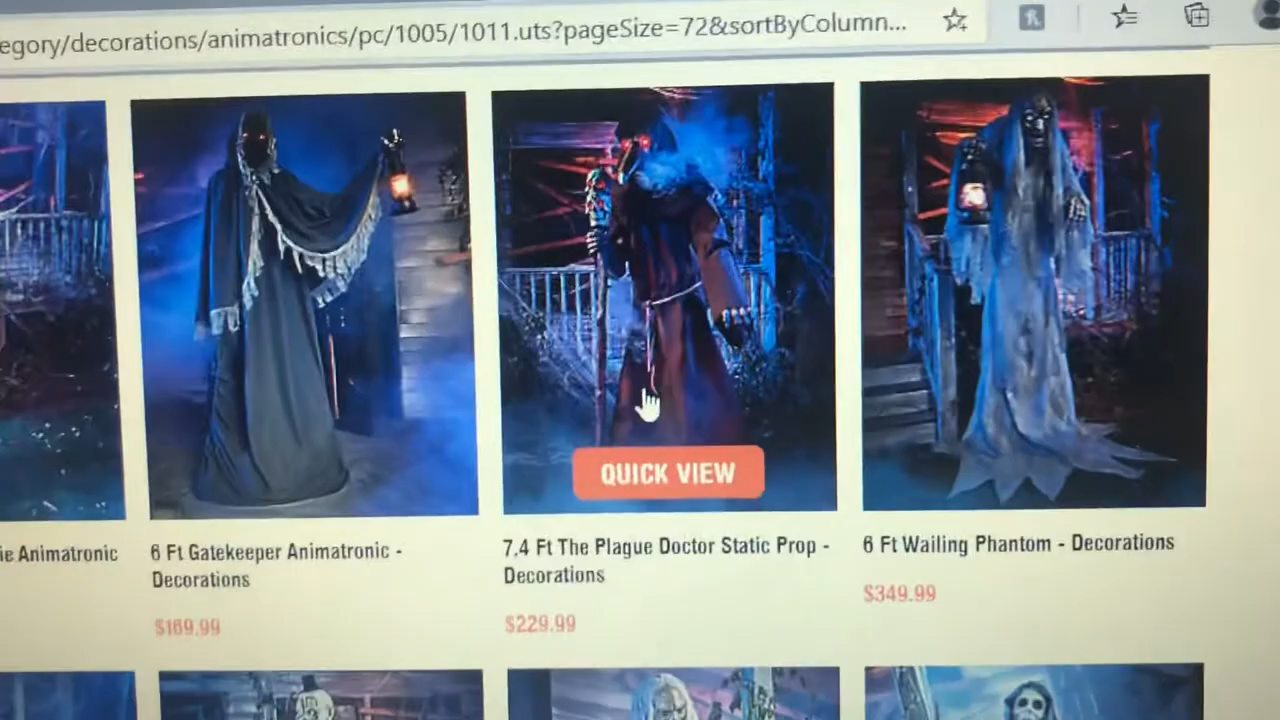 egory/decorations/animatronics/pc/1005/1011.uts?pageSize=72&sortByColumn...
QUICK VIEW
ie Animatronic
6 Ft Gatekeeper Animatronic -
Decorations
$169.99
7.4 Ft The Plague Doctor Static Prop -
Decorations
$229.99
6 Ft Wailing Phantom - Decorations
$349.99